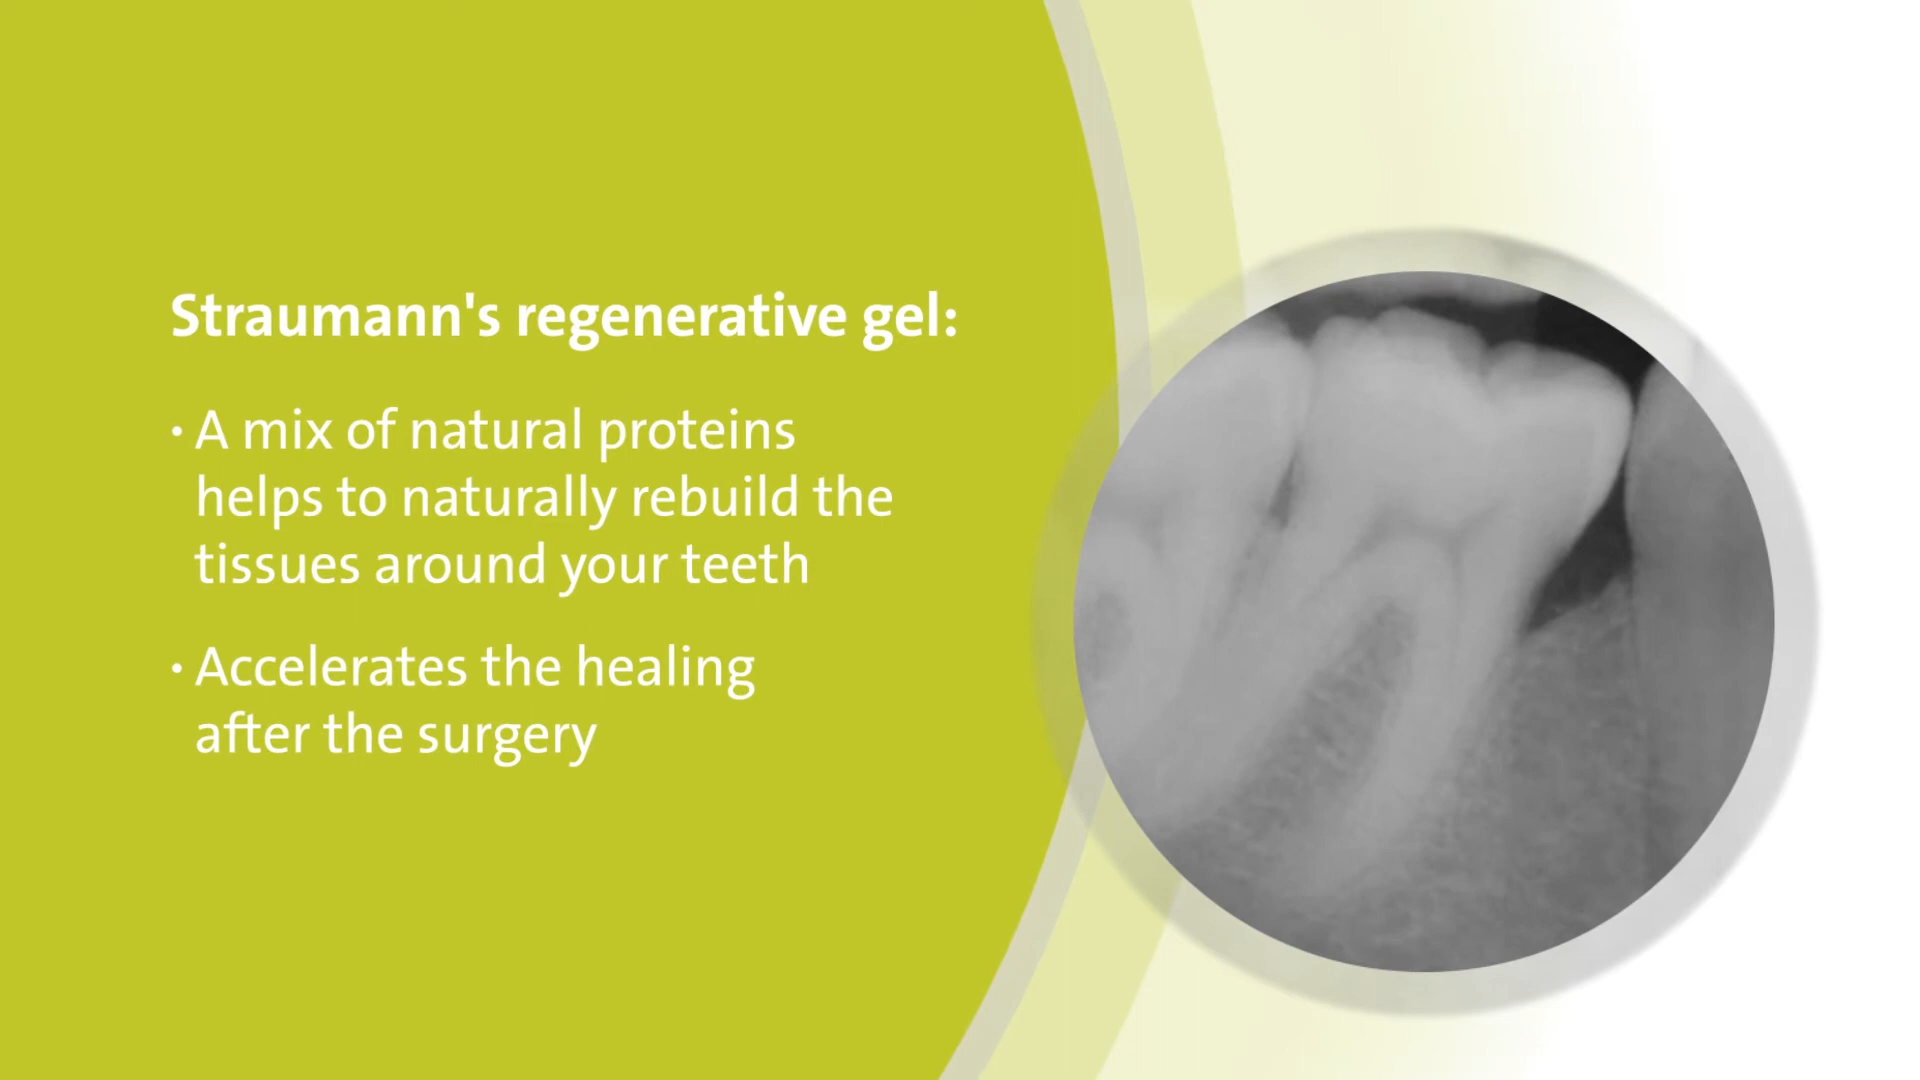 Straumann's regenerative gel:
· A mix of natural proteins
helps to naturally rebuild the
tissues around your teeth
· Accelerates the healing
after the surgery